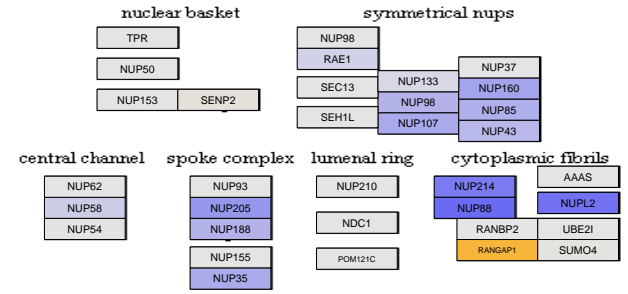 nuclear basket
symmetrical nups
TPR
NUP50
NUP153 SENP2
NUP98
RAE1
SEC13
SEH1L
NUP133
NUP98
NUP107
NUP37
NUP160
NUP85
NUP43
central channel
spoke complex
lumenal ring
cytoplasmic fibrils
NUP62
NUP58
NUP54
NUP93
NUP205
NUP188
NUP155
NUP35
NUP210
NDC1
POM121C
NUP214
NUP88
AAAS
NUPL2
RANBP2 UBE2I
RANGAP1 SUMO4